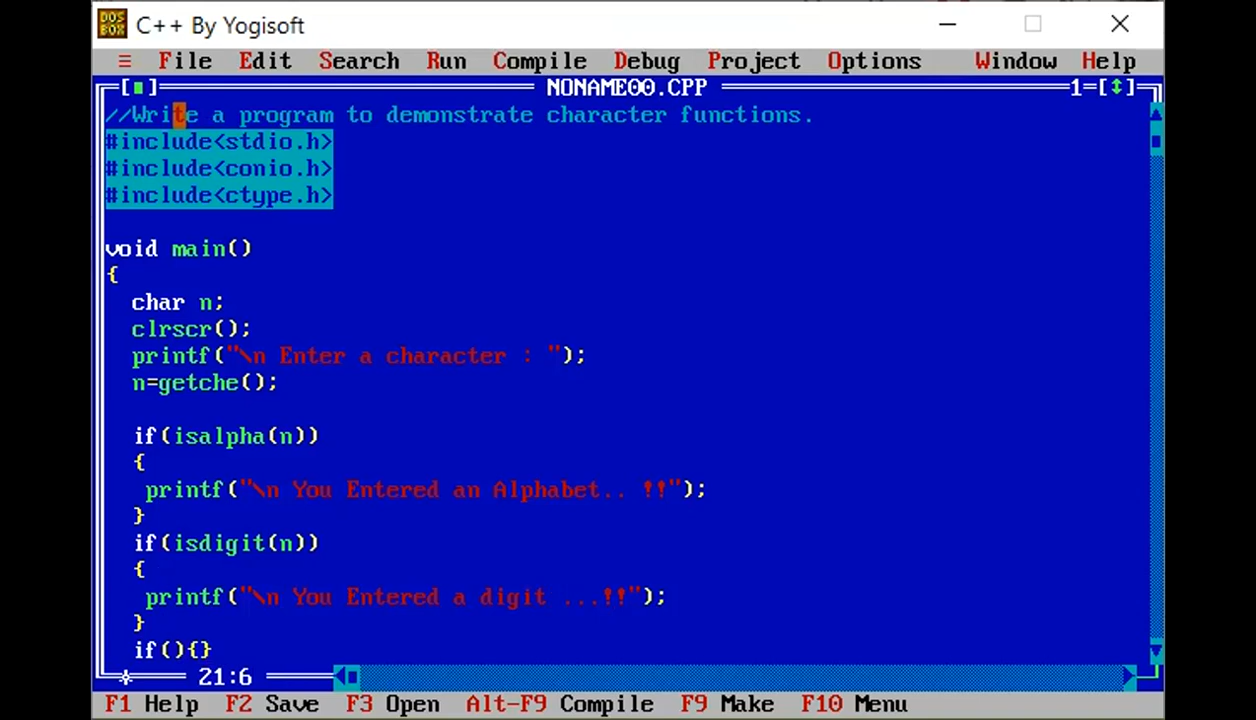 DOS BOX C++ By Yogisoft
≡ File Edit Search Run Compile Debug Project Options Window Help
[■] NONAME00.CPP 1=[↕]
//Write a program to demonstrate character functions.
#include<stdio.h>
#include<conio.h>
#include<ctype.h>
void main()
{
char n;
clrscr();
printf("\n Enter a character : ");
n=getche();
if(isalpha(n))
{
printf("\n You Entered an Alphabet.. !!");
}
if(isdigit(n))
{
printf("\n You Entered a digit ...!!");
}
if(){}
21:6
F1 Help F2 Save F3 Open Alt-F9 Compile F9 Make F10 Menu